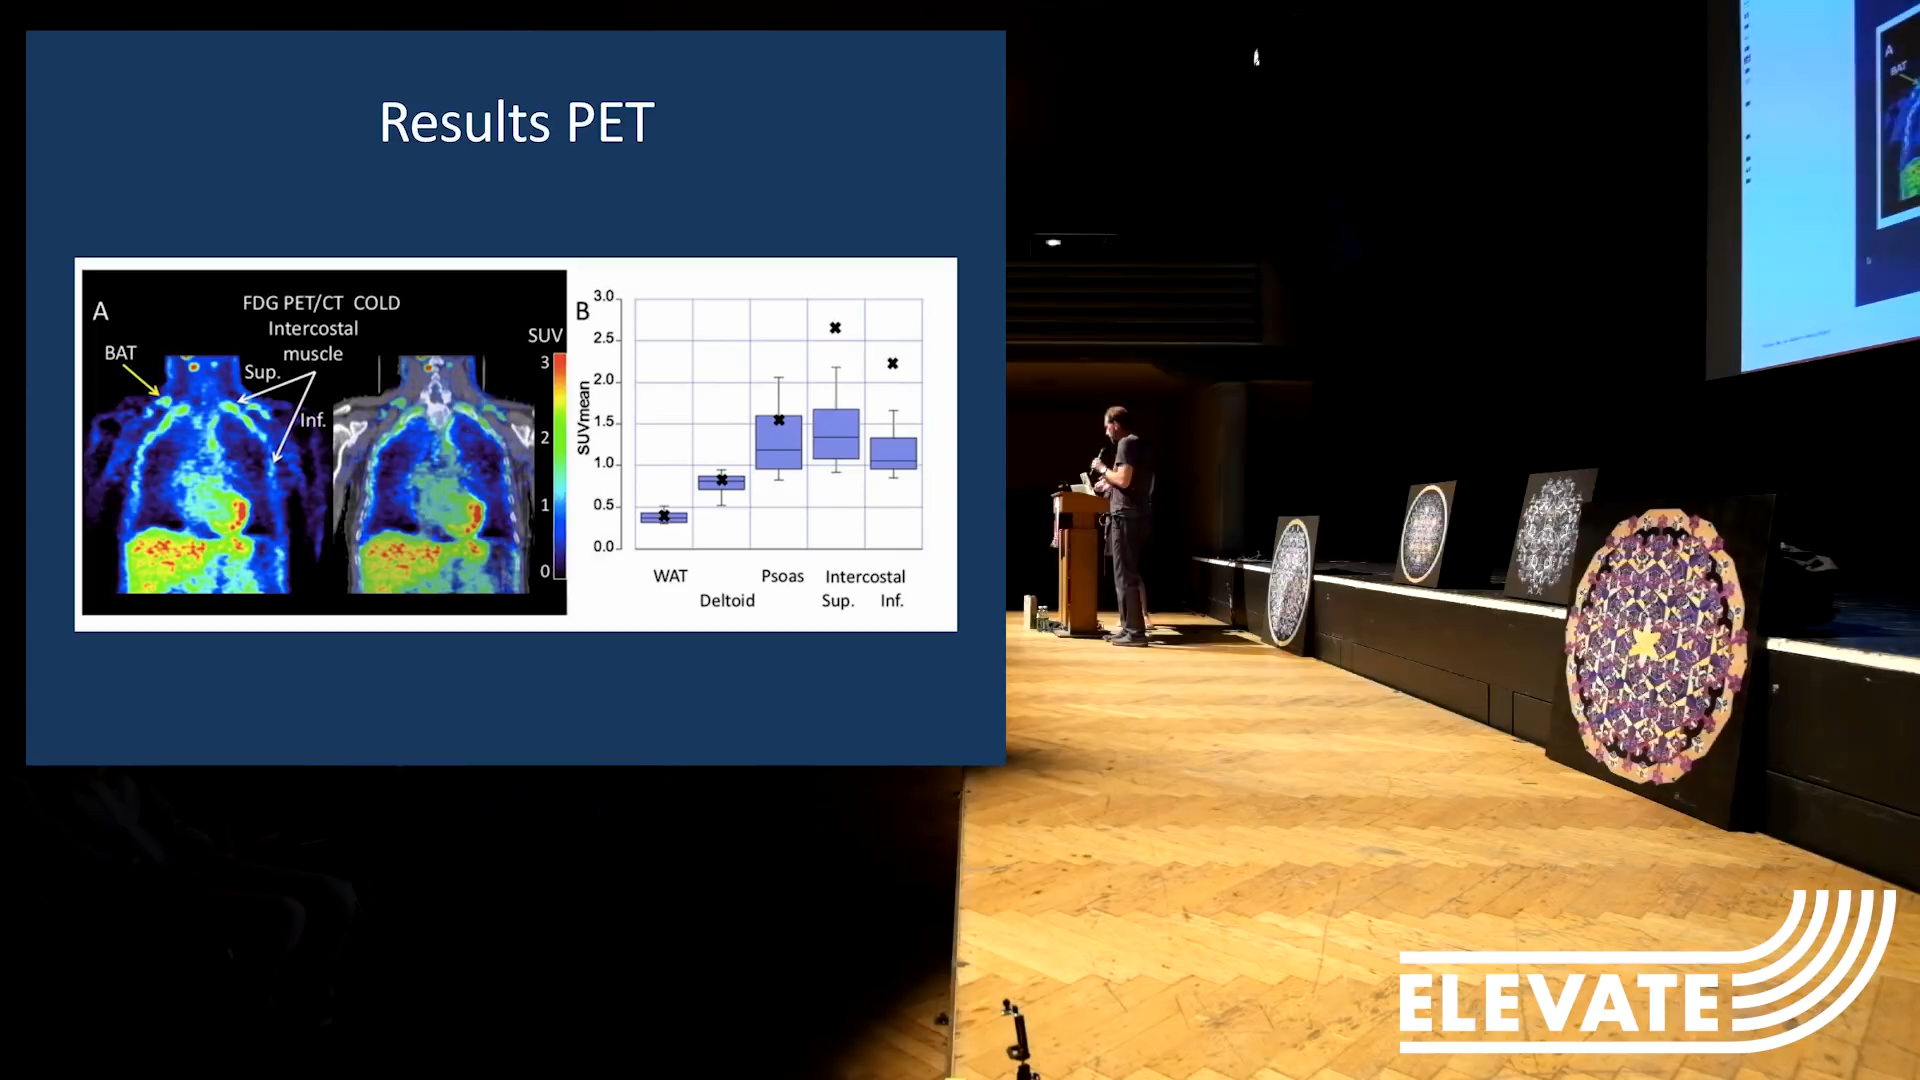 Results PET
A
FDG PET/CT COLD
Intercostal
muscle
BAT
Sup.
Inf.
SUV
3
2
1
0
B
3.0
2.5
2.0
1.5
1.0
0.5
0.0
SUVmean
WAT
Deltoid
Psoas
Intercostal
Sup.
Inf.
A
BAT
ELEVATE